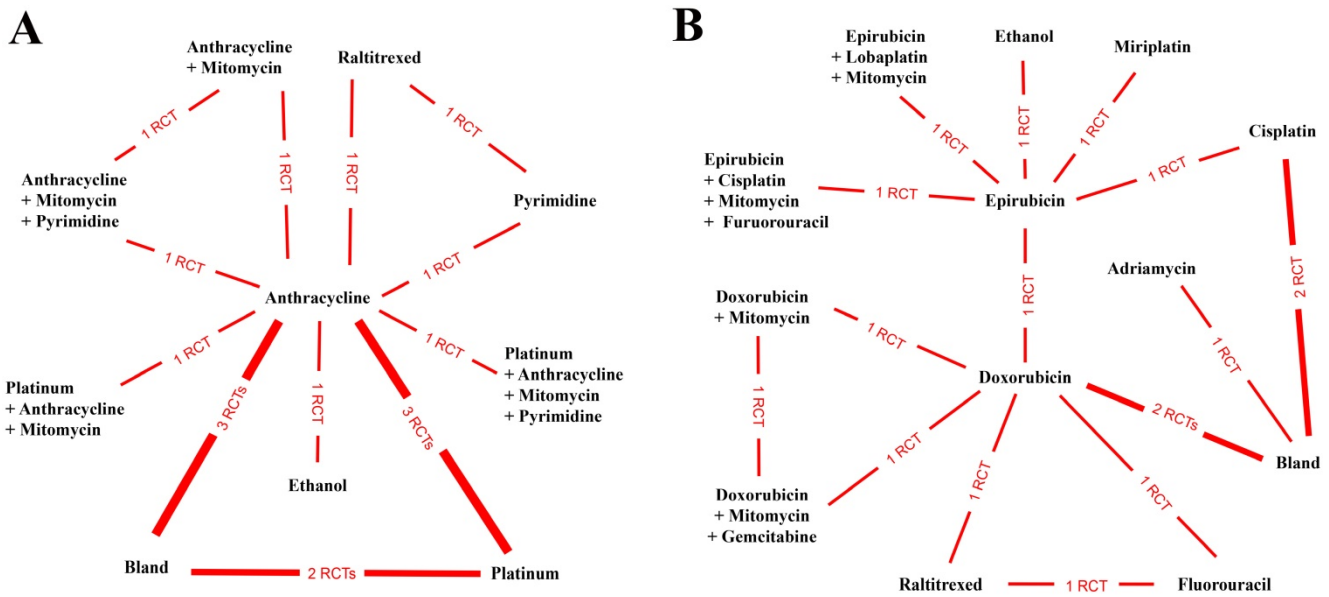 A
Anthracycline
+ Mitomycin
Raltitrexed
1 RCT
1 RCT
1 RCT
1 RCT
Anthracycline
+ Mitomycin
+ Pyrimidine
Pyrimidine
1 RCT
1 RCT
Anthracycline
1 RCT
1 RCT
Platinum
+ Anthracycline
+ Mitomycin
Platinum
+ Anthracycline
+ Mitomycin
+ Pyrimidine
3 RCTs
1 RCT
3 RCTs
Ethanol
Bland
2 RCTs
Platinum
B
Epirubicin
+ Lobaplatin
+ Mitomycin
Ethanol
Miriplatin
Cisplatin
1 RCT
1 RCT
1 RCT
1 RCT
Epirubicin
+ Cisplatin
+ Mitomycin
+ Furuorouracil
1 RCT
Epirubicin
2 RCT
Adriamycin
1 RCT
Doxorubicin
+ Mitomycin
1 RCT
1 RCT
Doxorubicin
1 RCT
2 RCTs
1 RCT
Bland
Doxorubicin
+ Mitomycin
+ Gemcitabine
1 RCT
1 RCT
Raltitrexed
1 RCT
Fluorouracil